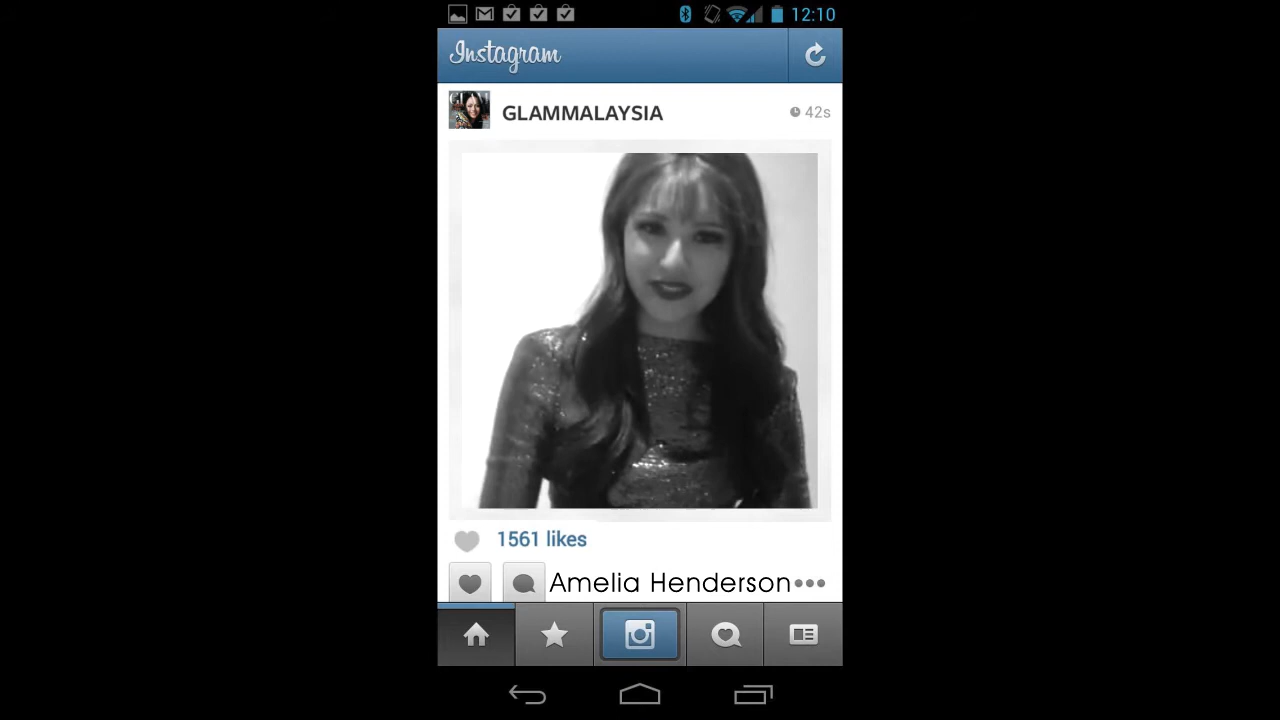 12:10
Instagram
GLAMMALAYSIA
42s
1561 likes
Amelia Henderson